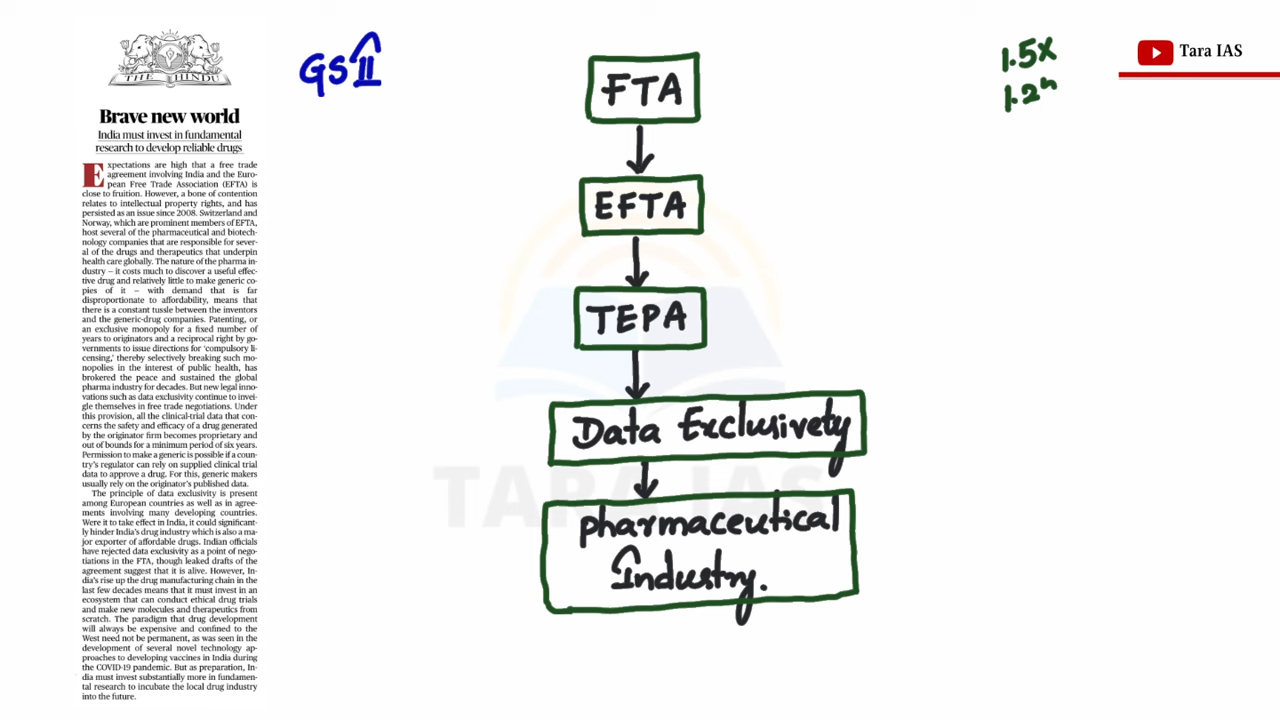 THE HINDU
Brave new world
India must invest in fundamental
research to develop reliable drugs
Expectations are high that a free trade
agreement involving India and the Euro-
pean Free Trade Association (EFTA) is
close to fruition. However, a bone of contention
relates to intellectual property rights, and has
persisted as an issue since 2008. Switzerland and
Norway, which are prominent members of EFTA,
host several of the pharmaceutical and biotech-
nology companies that are responsible for sever-
al of the drugs and therapeutics that underpin
health care globally. The nature of the pharma in-
dustry — it costs much to discover a useful effec-
tive drug and relatively little to make generic co-
pies of it — with demand that is far
disproportionate to affordability, means that
there is a constant tussle between the inventors
and the generic-drug companies. Patenting, or
an exclusive monopoly for a fixed number of
years to originators and a reciprocal right by go-
vernments to issue directions for ‘compulsory li-
censing,’ thereby selectively breaking such mo-
nopolies in the interest of public health, has
brokered the peace and sustained the global
pharma industry for decades. But new legal inno-
vations such as data exclusivity continue to invei-
gle themselves in free trade negotiations. Under
this provision, all the clinical-trial data that con-
cerns the safety and efficacy of a drug generated
by the originator firm becomes proprietary and
out of bounds for a minimum period of six years.
Permission to make a generic is possible if a coun-
try’s regulator can rely on supplied clinical trial
data to approve a drug. For this, generic makers
usually rely on the originator’s published data.
The principle of data exclusivity is present
among European countries as well as in agree-
ments involving many developing countries.
Were it to take effect in India, it could significant-
ly hinder India’s drug industry which is also a ma-
jor exporter of affordable drugs. Indian officials
have rejected data exclusivity as a point of nego-
tiations in the FTA, though leaked drafts of the
agreement suggest that it is alive. However, In-
dia’s rise up the drug manufacturing chain in the
last few decades means that it must invest in an
ecosystem that can conduct ethical drug trials
and make new molecules and therapeutics from
scratch. The paradigm that drug development
will always be expensive and confined to the
West need not be permanent, as was seen in the
development of several novel technology ap-
proaches to developing vaccines in India during
the COVID-19 pandemic. But as preparation, In-
dia must invest substantially more in fundamen-
tal research to incubate the local drug industry
into the future.
GS II
FTA
EFTA
TEPA
Data Exclusively
pharmaceutical
Industry.
TARA IAS
1.5x
Tara IAS